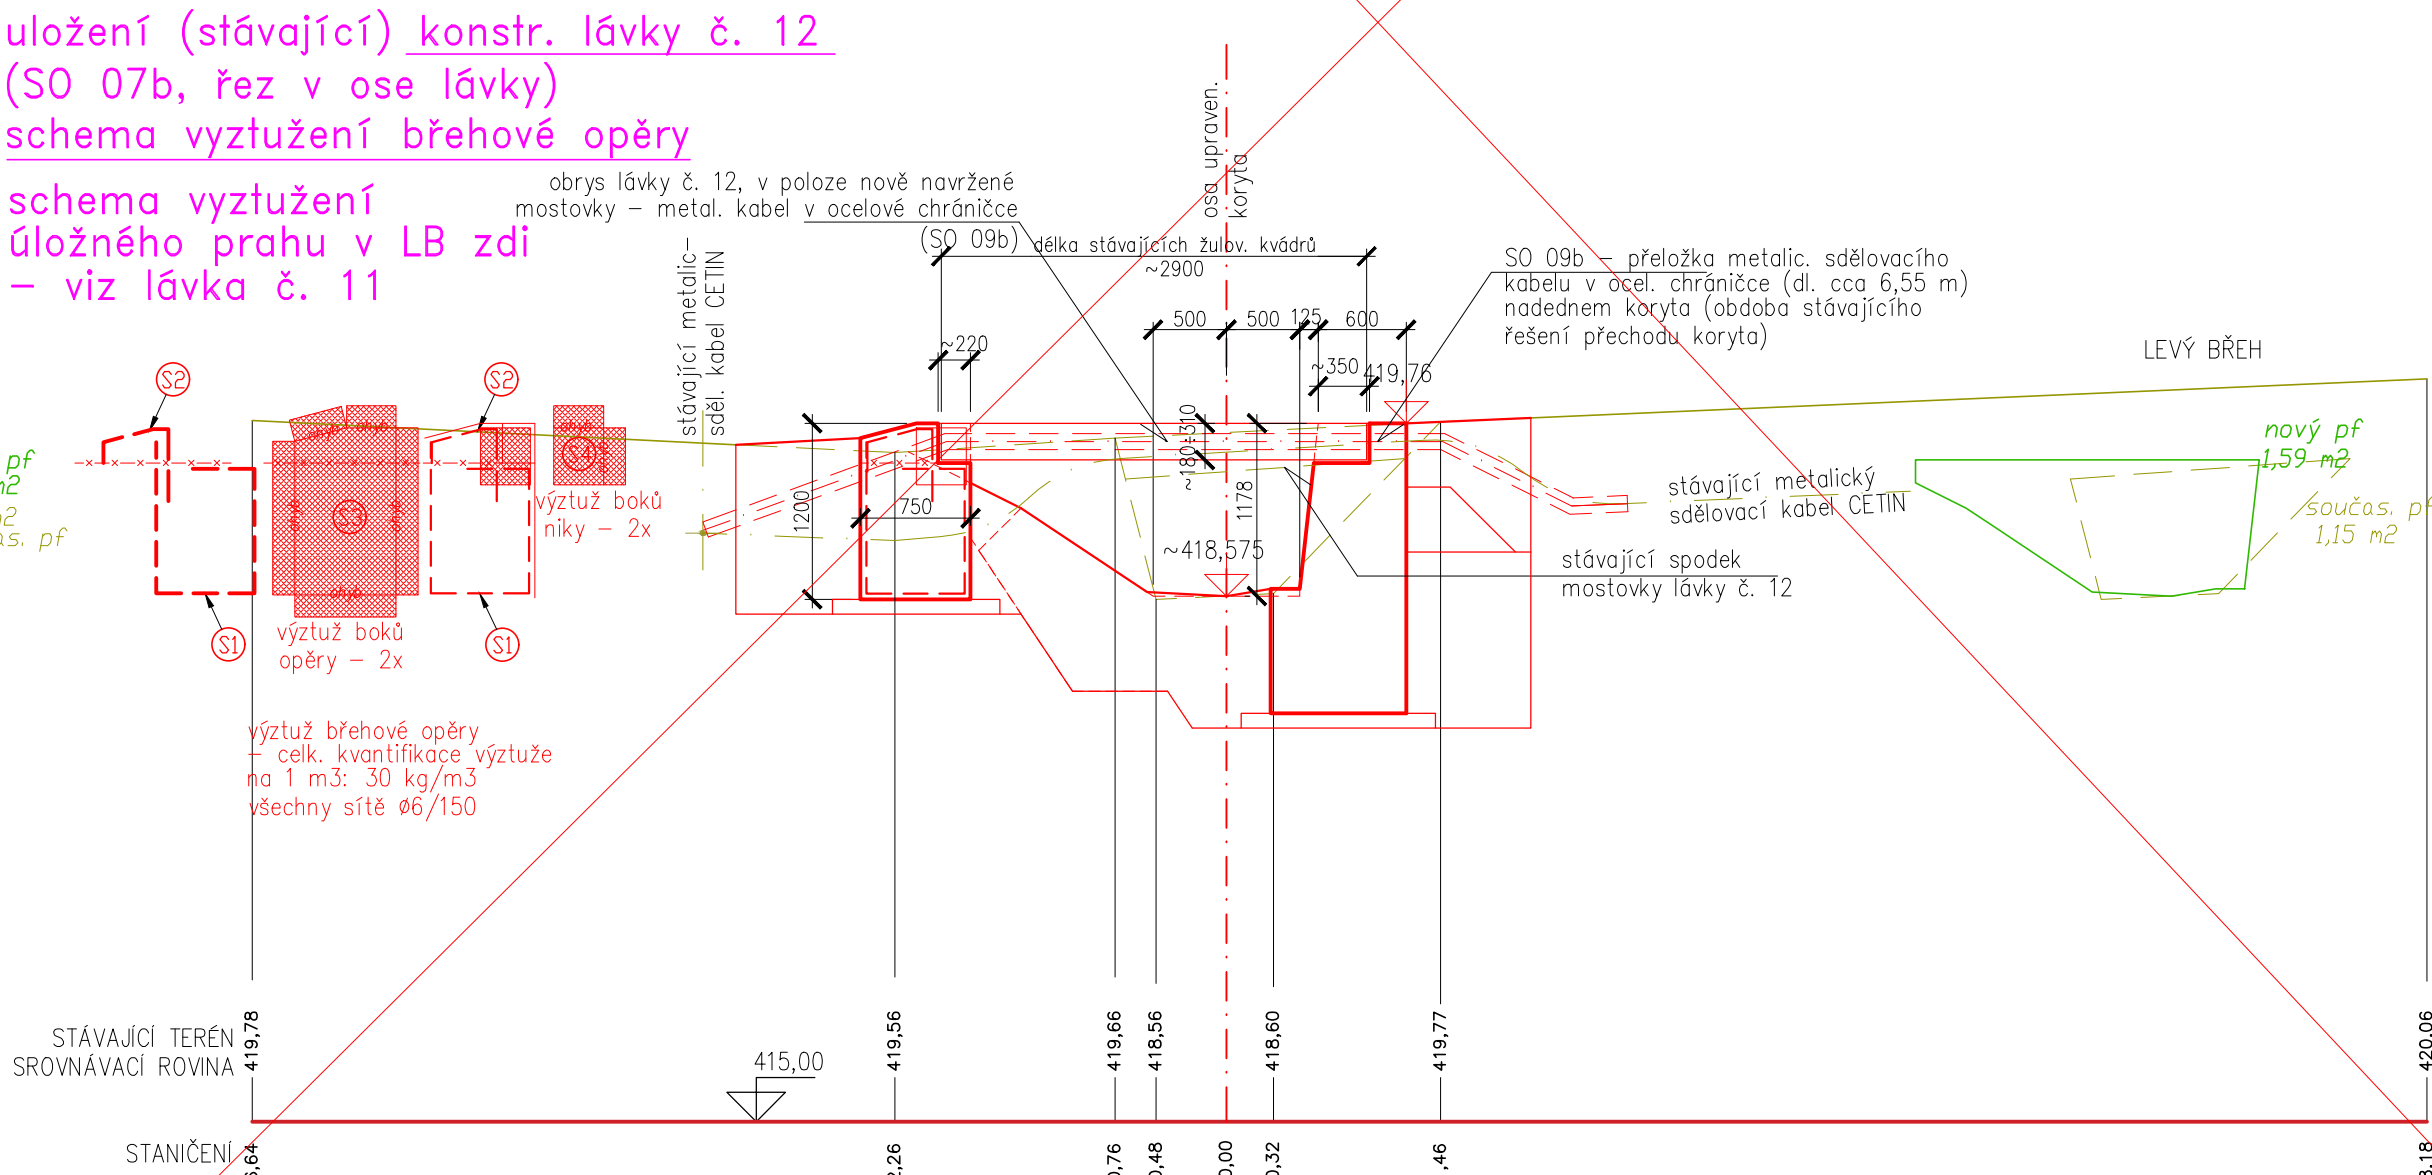 uložení (stávající) konstr. lávky č. 12
(SO 07b, řez v ose lávky)
schema vyztužení břehové opěry
schema vyztužení
úložného prahu v LB zdi
– viz lávka č. 11
obrys lávky č. 12, v poloze nově navržené
mostovky – metal. kabel v ocelové chráničce
(SO 09b)
délka stávajících žulov. kvádrů
~2900
osa upraven.
koryta
stávající metalic–
sděl. kabel CETIN
SO 09b – přeložka metalic. sdělovacího
kabelu v ocel. chráničce (dl. cca 6,55 m)
nadednem koryta (obdoba stávajícího
řešení přechodu koryta)
LEVÝ BŘEH
500
500
125
600
~220
~350
419,76
~180÷310
1178
1200
750
~418,575
S2
S2
S4
S3
S1
S1
ohyb
ohyb
ohyb
ohyb
ohyb
ohyb
výztuž boků
niky – 2x
výztuž boků
opěry – 2x
výztuž břehové opěry
– celk. kvantifikace výztuže
na 1 m3: 30 kg/m3
všechny sítě ø6/150
pf
pf
nový pf
1,59 m2
součas. pf
1,15 m2
stávající metalický
sdělovací kabel CETIN
stávající spodek
mostovky lávky č. 12
STÁVAJÍCÍ TERÉN
SROVNÁVACÍ ROVINA
419,78
415,00
419,56
419,66
418,56
418,60
419,77
420.06
STANIČENÍ